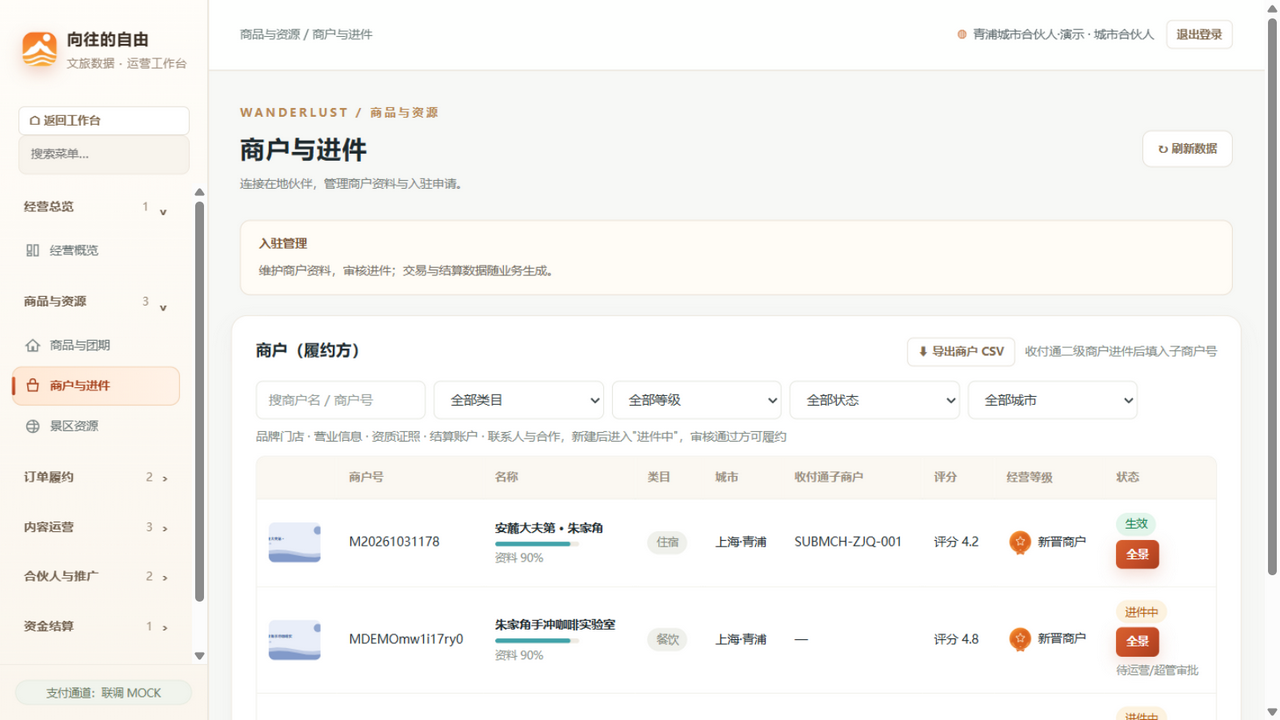 向往的自由
文旅数据 · 运营工作台
返回工作台
搜索菜单...
经营总览 1
经营概览
商品与资源 3
商品与团期
商户与进件
景区资源
订单履约 2
内容运营 3
合伙人与推广 2
资金结算 1
支付通道：联调 MOCK
商品与资源 / 商户与进件
青浦城市合伙人·演示 · 城市合伙人
退出登录
WANDERLUST / 商品与资源
商户与进件
连接在地伙伴，管理商户资料与入驻申请。
↻ 刷新数据
入驻管理
维护商户资料，审核进件；交易与结算数据随业务生成。
商户（履约方）
⬇ 导出商户 CSV
收付通二级商户进件后填入子商户号
搜商户名 / 商户号
全部类目
全部等级
全部状态
全部城市
品牌门店 · 营业信息 · 资质证照 · 结算账户 · 联系人与合作，新建后进入"进件中"，审核通过方可履约
商户号 名称 类目 城市 收付通子商户 评分 经营等级 状态
M20261031178
安麓大夫第 • 朱家角
资料 90%
住宿
上海·青浦
SUBMCH-ZJQ-001
评分 4.2
新晋商户
生效
全景
MDEMOmw1i17ry0
朱家角手冲咖啡实验室
资料 90%
餐饮
上海·青浦
—
评分 4.8
新晋商户
进件中
全景
待运营/超管审批
进件中